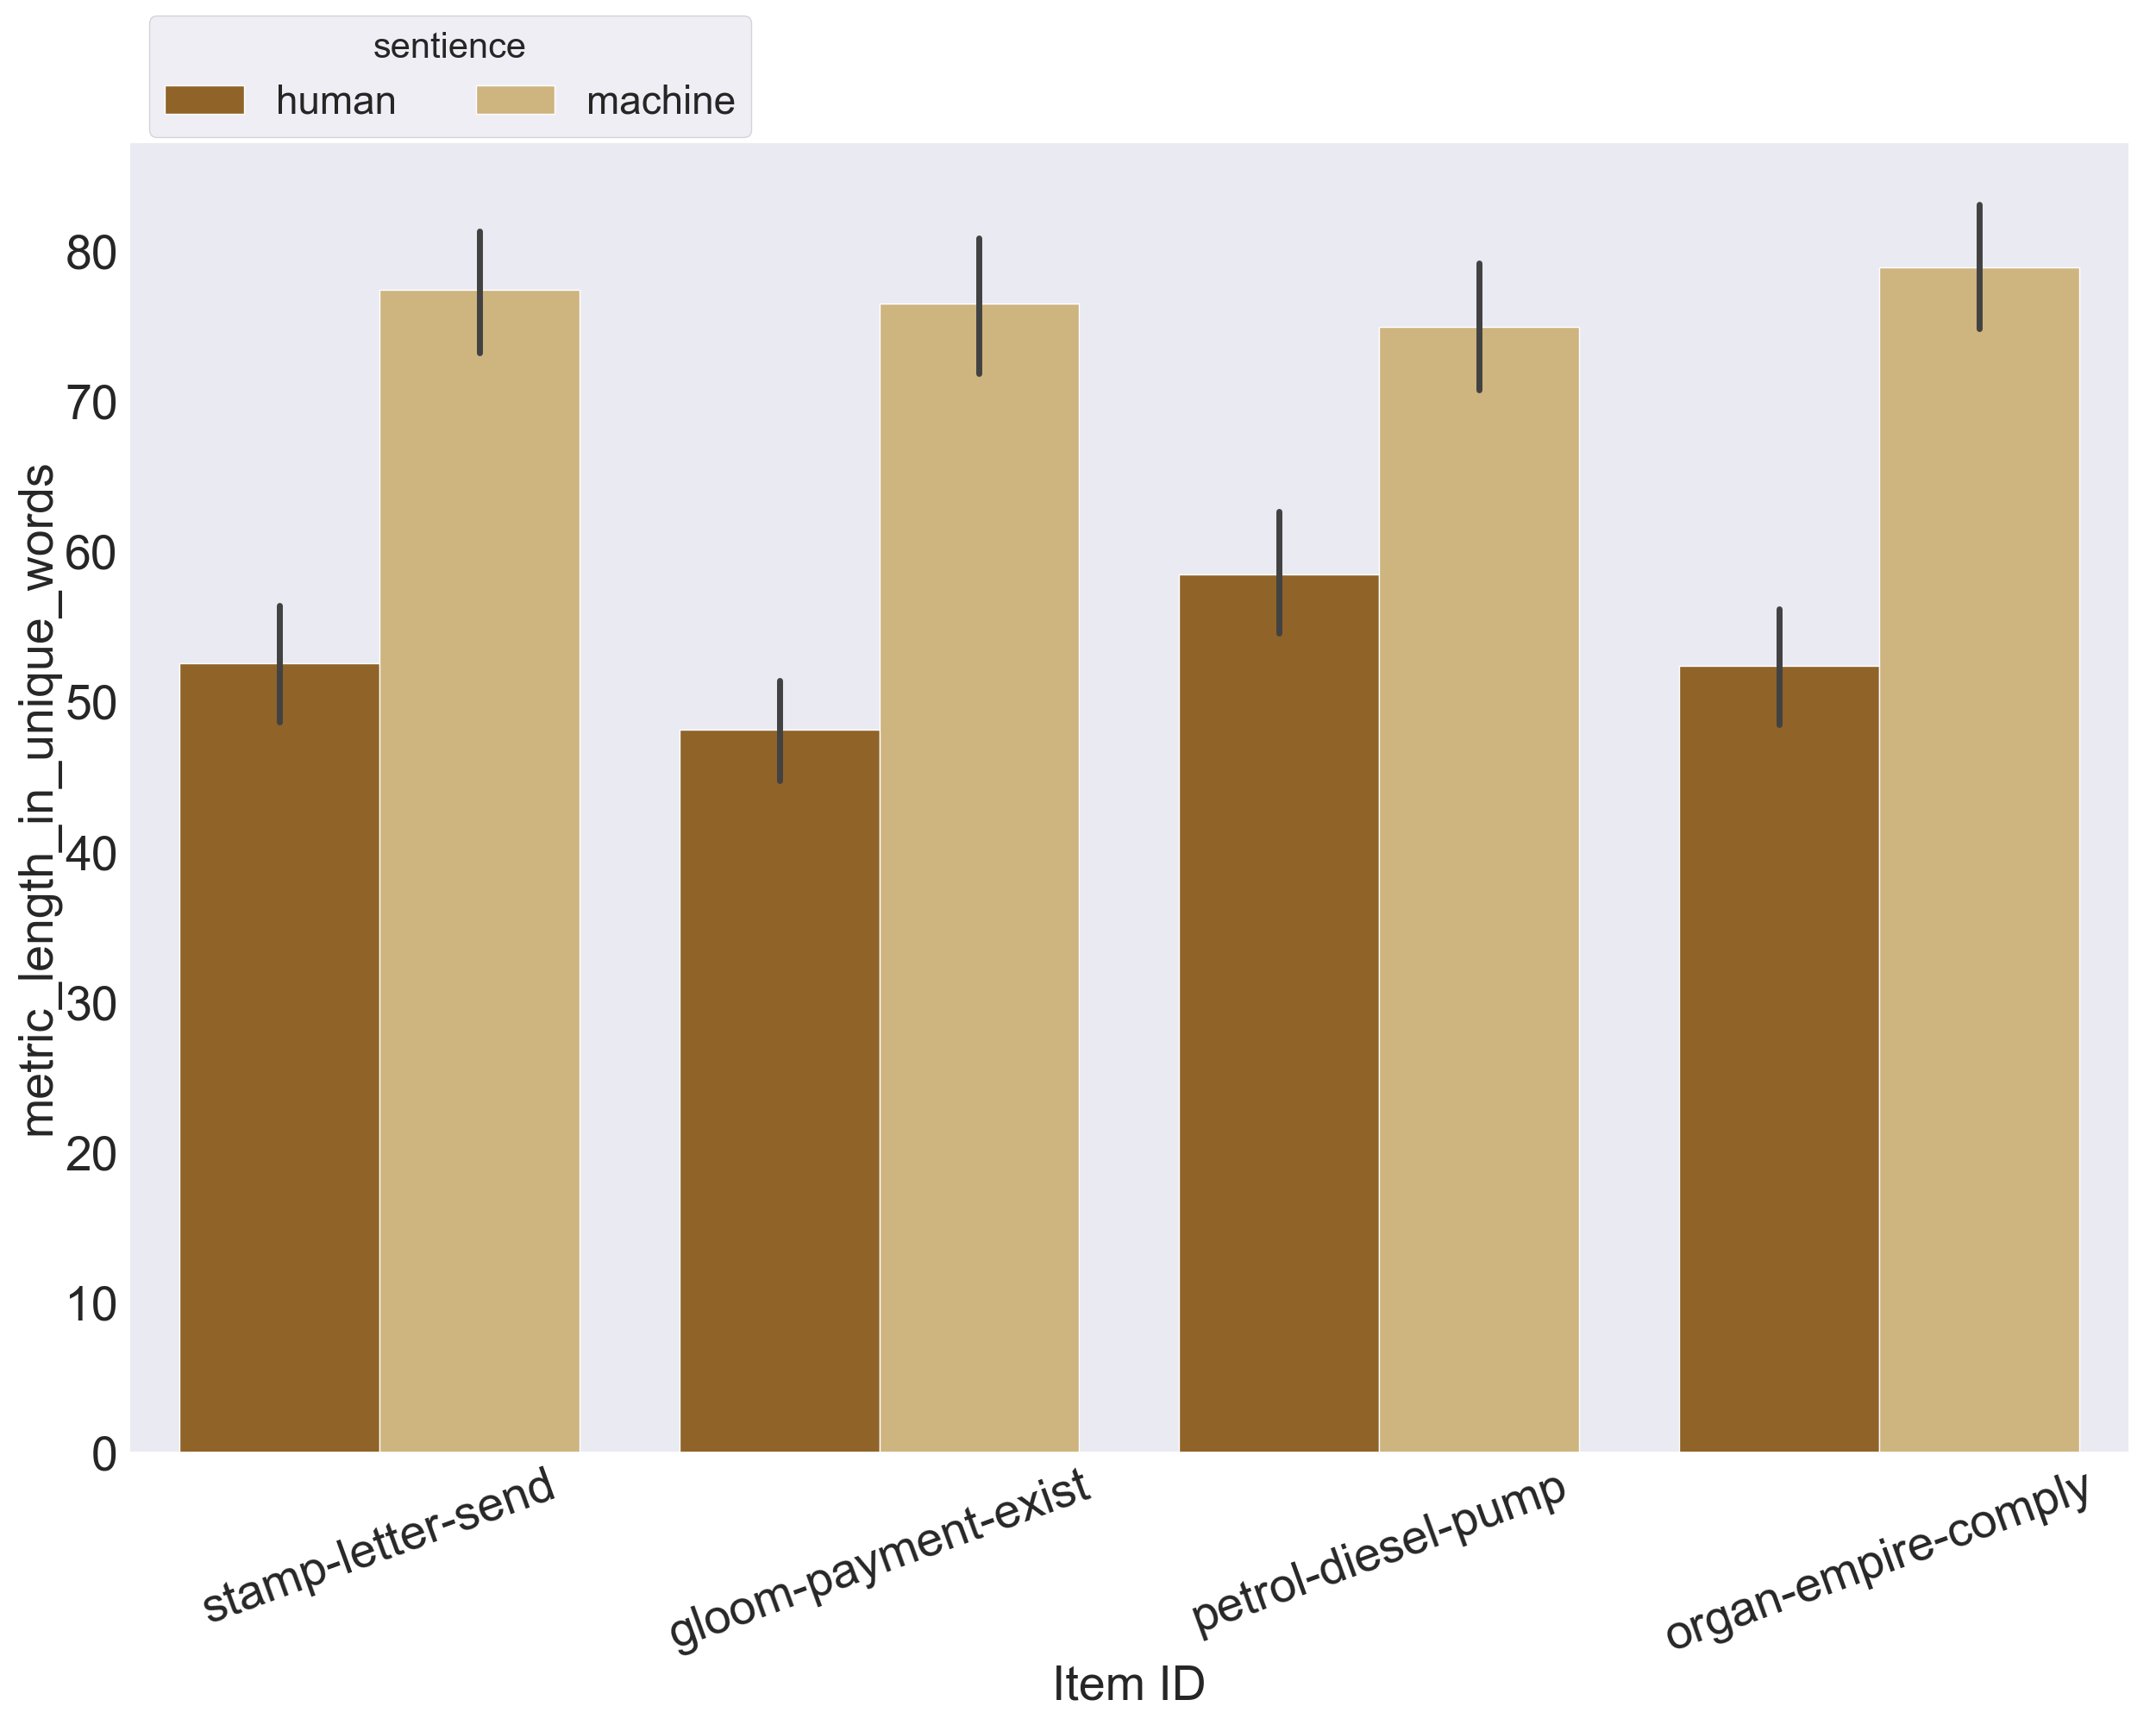 sentience
human machine
metric_length_in_unique_words
80
70
60
50
40
30
20
10
0
stamp-letter-send
gloom-payment-exist
petrol-diesel-pump
organ-empire-comply
Item ID